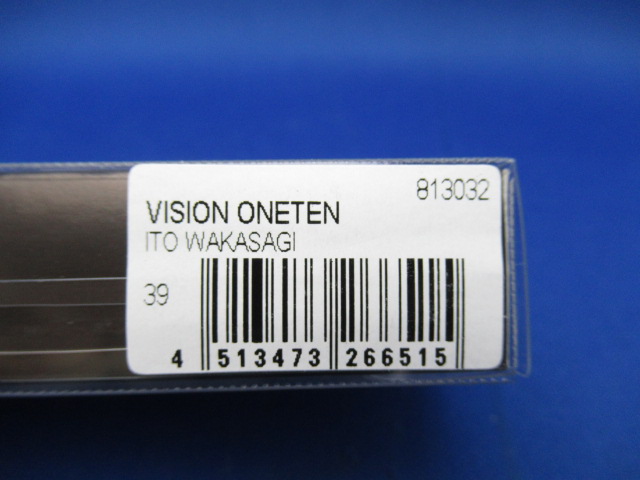 813032
VISION ONETEN
ITO WAKASAGI
39
4 513473 266515